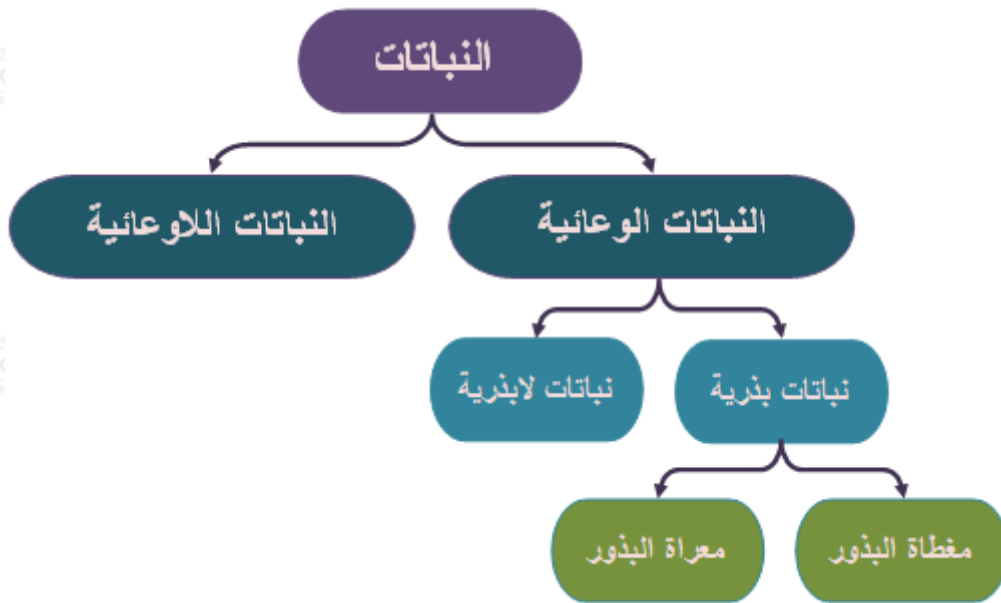 النباتات
النباتات الوعائية
النباتات اللاوعائية
نباتات بذرية
نباتات لابذرية
مغطاة البذور
معراة البذور